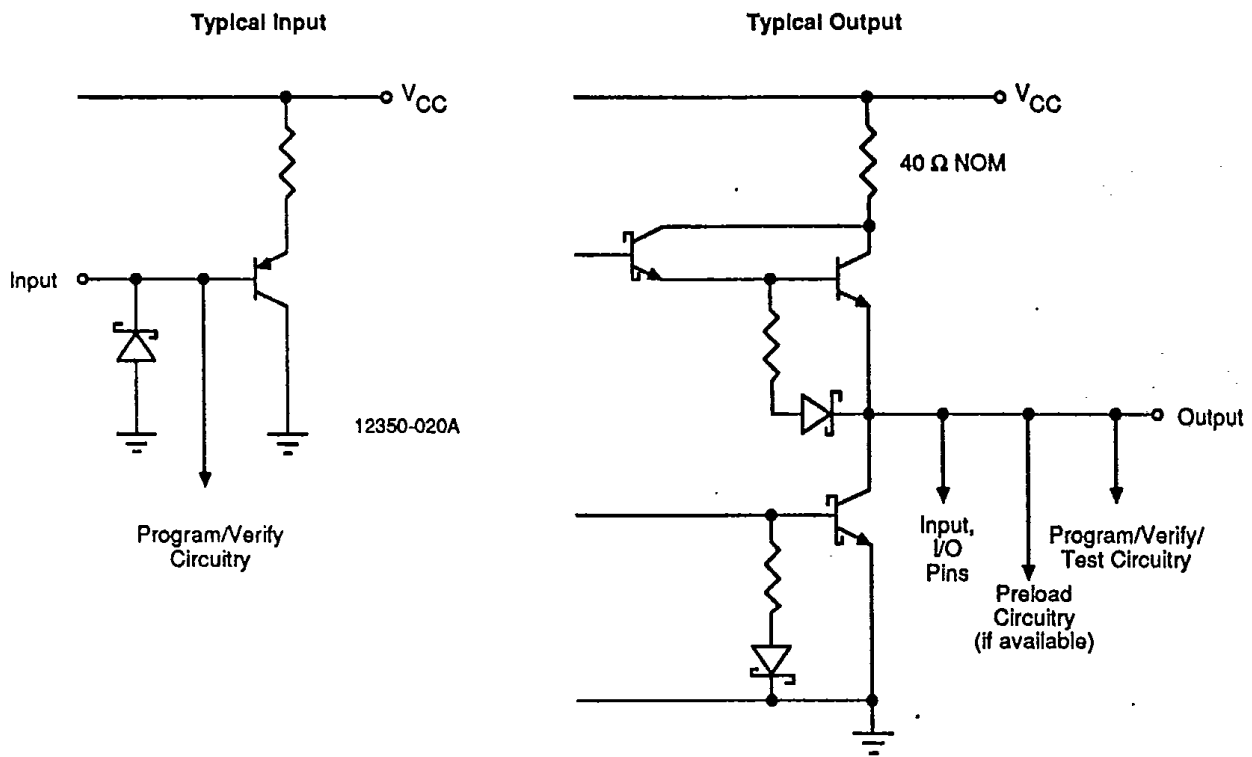 Typical Input
Typical Output
VCC
VCC
40 Ω NOM
Input
12350-020A
Output
Program/Verify
Circuitry
Input,
I/O
Pins
Program/Verify/
Test Circuitry
Preload
Circuitry
(if available)